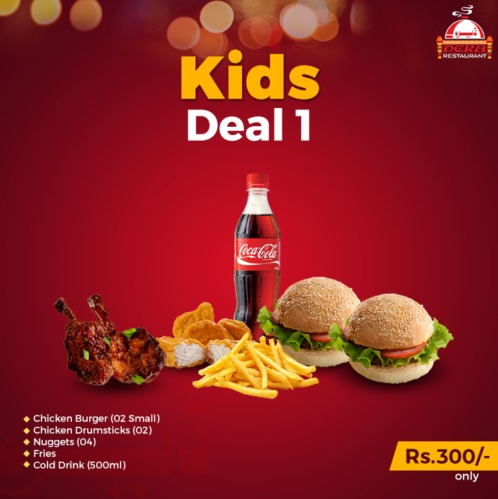 DERA
RESTAURANT
Kids
Deal 1
Coca-Cola
Chicken Burger (02 Small)
Chicken Drumsticks (02)
Nuggets (04)
Fries
Cold Drink (500ml)
Rs.300/-
only